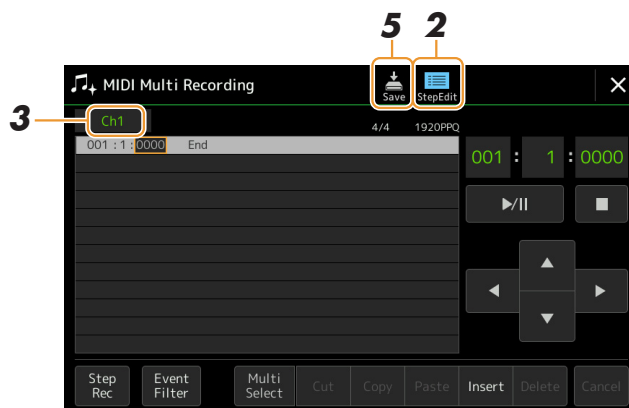 5 2
MIDI Multi Recording
Save
StepEdit
3
Ch1
4/4 1920PPQ
001 : 1 : 0000 End
001 : 1 : 0000
Step Rec
Event Filter
Multi Select
Cut
Copy
Paste
Insert
Delete
Cancel